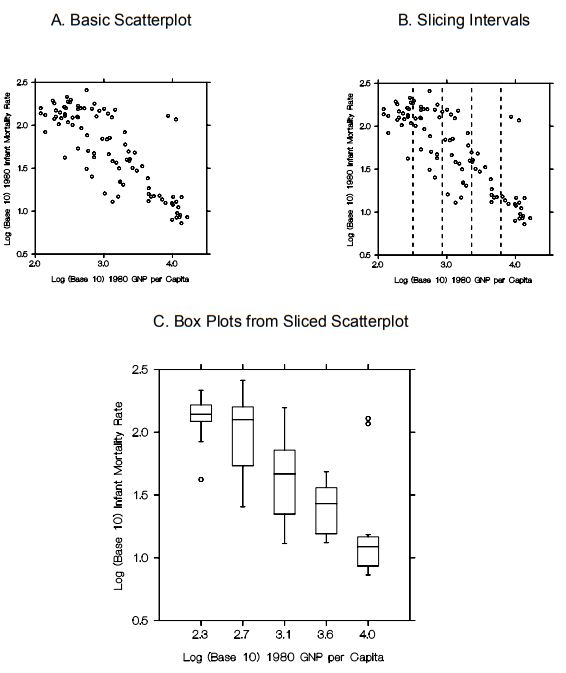 A. Basic Scatterplot
B. Slicing Intervals
Log (Base 10) 1980 Infant Mortality Rate
2.5
2.0
1.5
1.0
0.5
2.0 3.0 4.0
Log (Base 10) 1980 GNP per Capita
Log (Base 10) 1980 Infant Mortality Rate
2.5
2.0
1.5
1.0
0.5
2.0 3.0 4.0
Log (Base 10) 1980 GNP per Capita
C. Box Plots from Sliced Scatterplot
Log (Base 10) Infant Mortality Rate
2.5
2.0
1.5
1.0
0.5
2.3 2.7 3.1 3.6 4.0
Log (Base 10) 1980 GNP per Capita